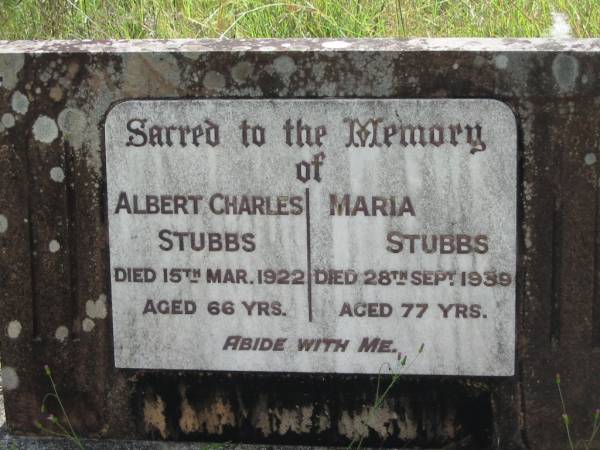 Sacred to the Memory
of
ALBERT CHARLES
STUBBS
DIED 15TH MAR. 1922
AGED 66 YRS.
MARIA
STUBBS
DIED 28TH SEPT. 1939
AGED 77 YRS.
ABIDE WITH ME.